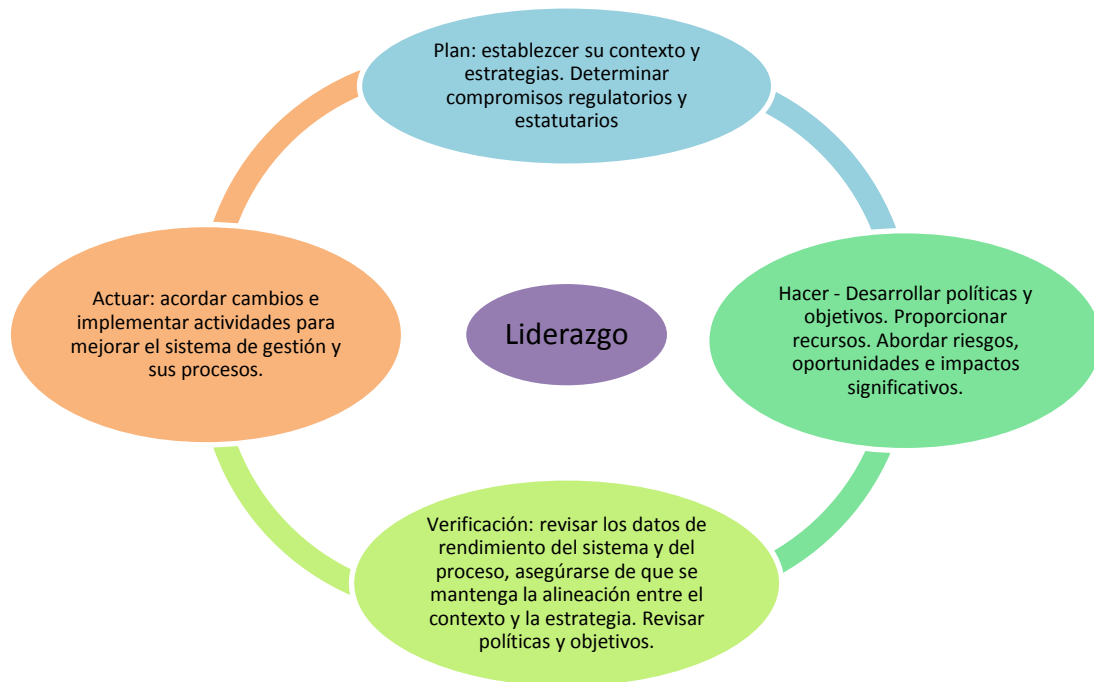 Plan: establezcer su contexto y
estrategias. Determinar
compromisos regulatorios y
estatutarios
Actuar: acordar cambios e
implementar actividades para
mejorar el sistema de gestión y
sus procesos.
Liderazgo
Hacer - Desarrollar políticas y
objetivos. Proporcionar
recursos. Abordar riesgos,
oportunidades e impactos
significativos.
Verificación: revisar los datos de
rendimiento del sistema y del
proceso, asegúrarse de que se
mantenga la alineación entre el
contexto y la estrategia. Revisar
políticas y objetivos.